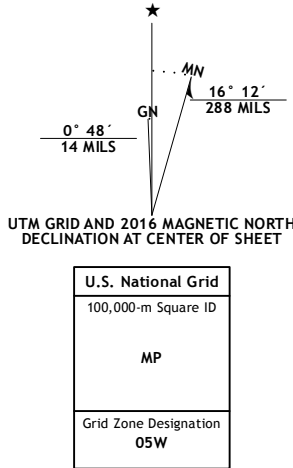 ★
MN
GN
16° 12´
288 MILS
0° 48´
14 MILS
UTM GRID AND 2016 MAGNETIC NORTH
DECLINATION AT CENTER OF SHEET
U.S. National Grid
100,000-m Square ID
MP
Grid Zone Designation
05W